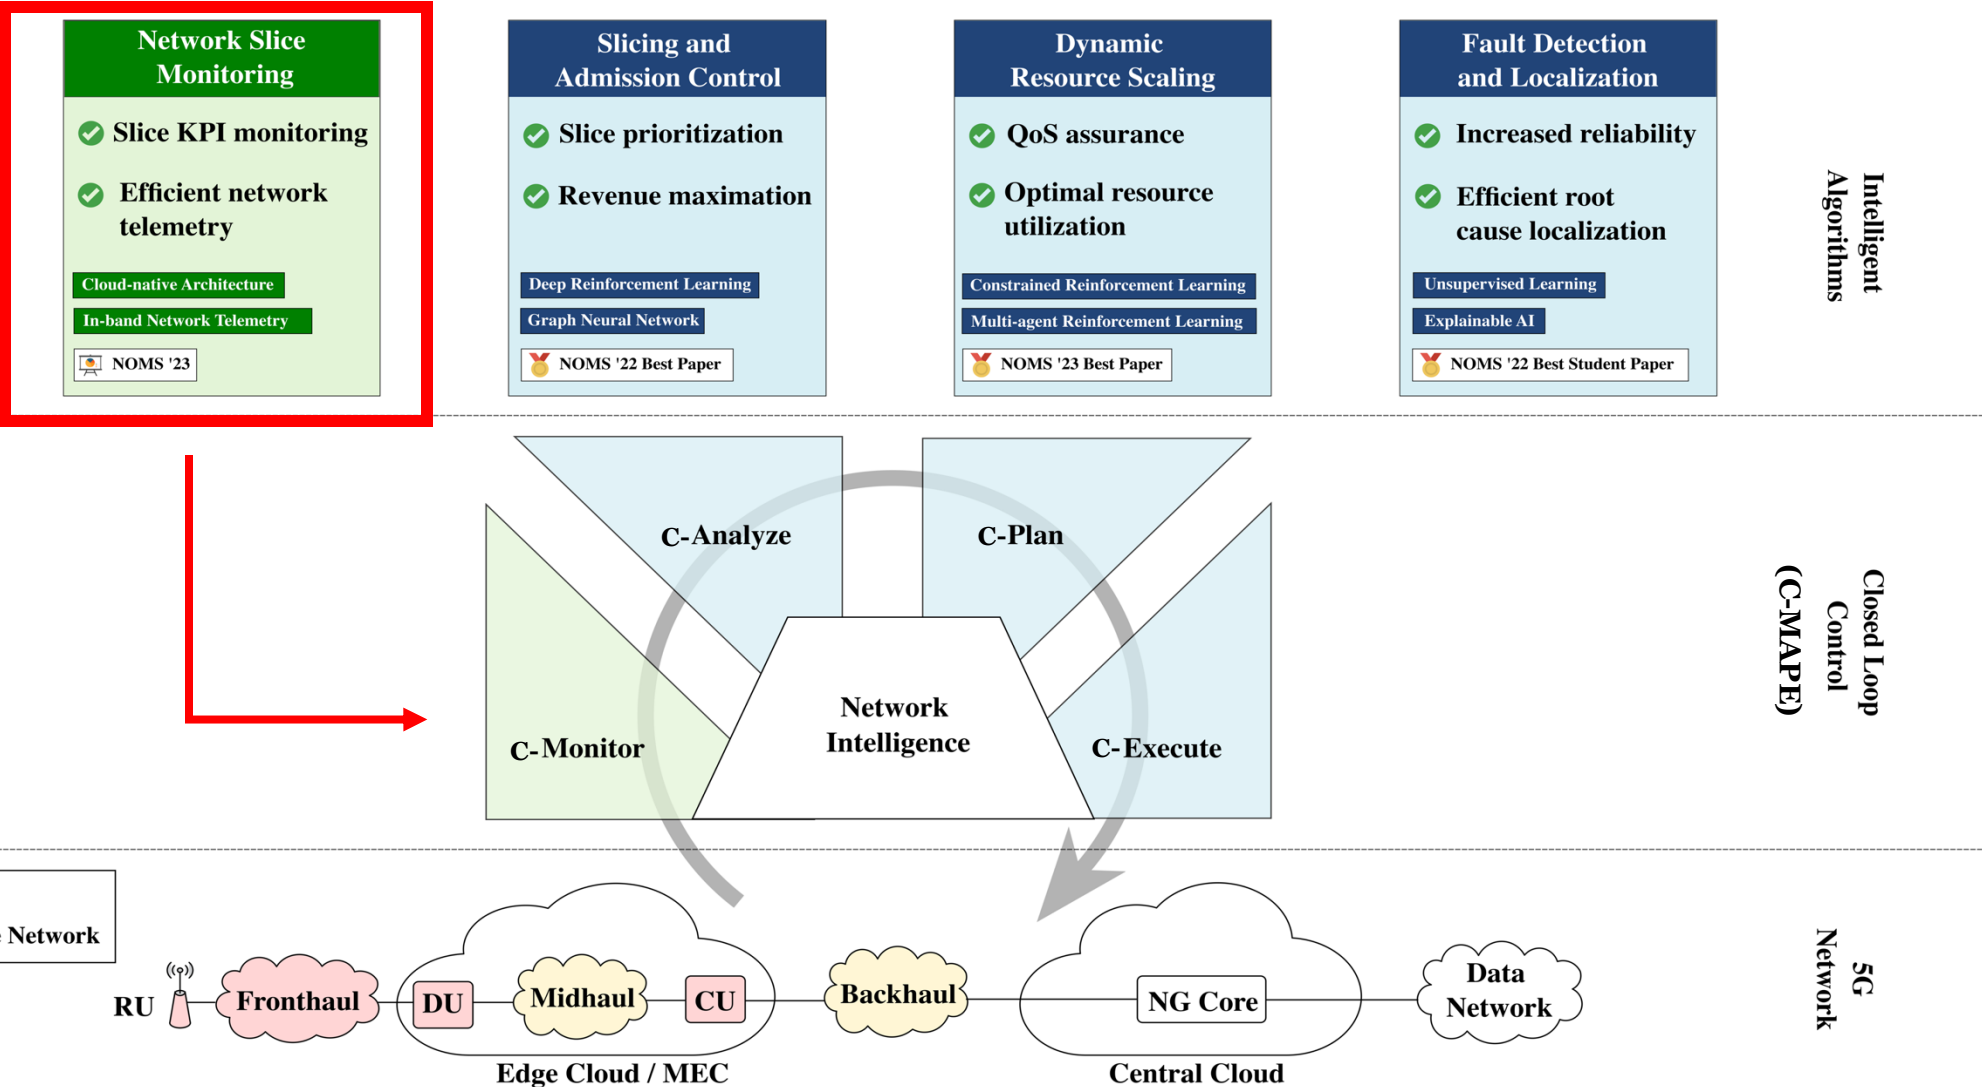 Network Slice
Monitoring
Slice KPI monitoring
Efficient network
telemetry
Cloud-native Architecture
In-band Network Telemetry
NOMS '23
Slicing and
Admission Control
Slice prioritization
Revenue maximation
Deep Reinforcement Learning
Graph Neural Network
NOMS '22 Best Paper
Dynamic
Resource Scaling
QoS assurance
Optimal resource
utilization
Constrained Reinforcement Learning
Multi-agent Reinforcement Learning
NOMS '23 Best Paper
Fault Detection
and Localization
Increased reliability
Efficient root
cause localization
Unsupervised Learning
Explainable AI
NOMS '22 Best Student Paper
Intelligent
Algorithms
C-Analyze
C-Plan
C-Monitor
Network
Intelligence
C-Execute
Closed Loop
Control
(C-MAPE)
e Network
RU
Fronthaul
DU
Midhaul
CU
Edge Cloud / MEC
Backhaul
NG Core
Central Cloud
Data
Network
5G
Network